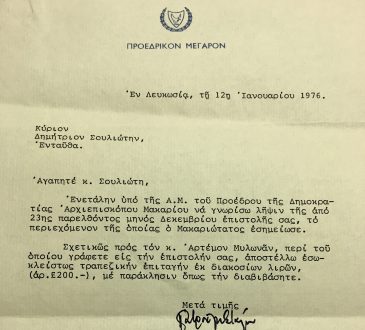 ΠΡΟΕΔΡΙΚΟΝ ΜΕΓΑΡΟΝ
Ἐν Λευκωσίᾳ, τῇ 12ῃ Ἰανουαρίου 1976.
Κύριον
Δημήτριον Σουλιώτην,
Ἐνταῦθα.
Ἀγαπητέ κ. Σουλιώτη,
Ἐνετάλην ὑπό τῆς Α.Μ. τοῦ Προέδρου τῆς Δημοκρα-
τίας Ἀρχιεπισκόπου Μακαρίου νά γνωρίσω λῆψιν τῆς ἀπό
23ης παρελθόντος μηνός Δεκεμβρίου ἐπιστολῆς σας, τό
περιεχόμενον τῆς ὁποίας ὁ Μακαριώτατος ἐσημείωσε.
Σχετικῶς πρός τόν κ. Ἀρτέμον Μυλωνᾶν, περί τοῦ
ὁποίου γράφετε εἰς τήν ἐπιστολήν σας, ἀποστέλλω ἐσω-
κλείστως τραπεζικήν ἐπιταγήν ἐκ διακοσίων λιρῶν,
(ἀρ.£200.-), μέ παράκλησιν ὅπως τήν διαβιβάσητε.
Μετά τιμῆς